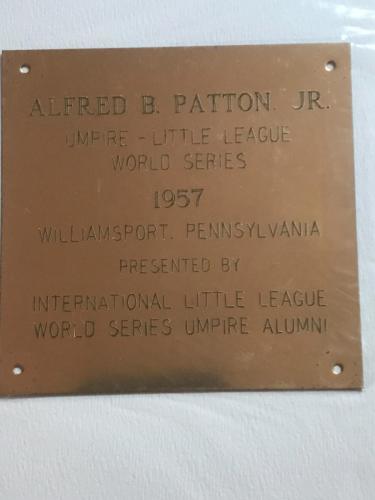 ALFRED B. PATTON, JR.
UMPIRE - LITTLE LEAGUE
WORLD SERIES
1957
WILLIAMSPORT, PENNSYLVANIA
PRESENTED BY
INTERNATIONAL LITTLE LEAGUE
WORLD SERIES UMPIRE ALUMNI